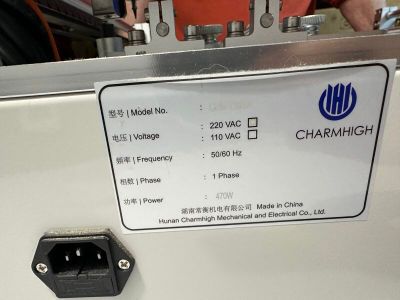 型号 | Model No. :
CHARMHIGH
: 220 VAC
电压 | Voltage : 110 VAC
频率 | Frequency : 50/60 Hz
相数 | Phase : 1 Phase
功率 | Power : 470W
湖南常衡机电有限公司 Made in China
Hunan Charmhigh Mechanical and Electrical Co., Ltd.